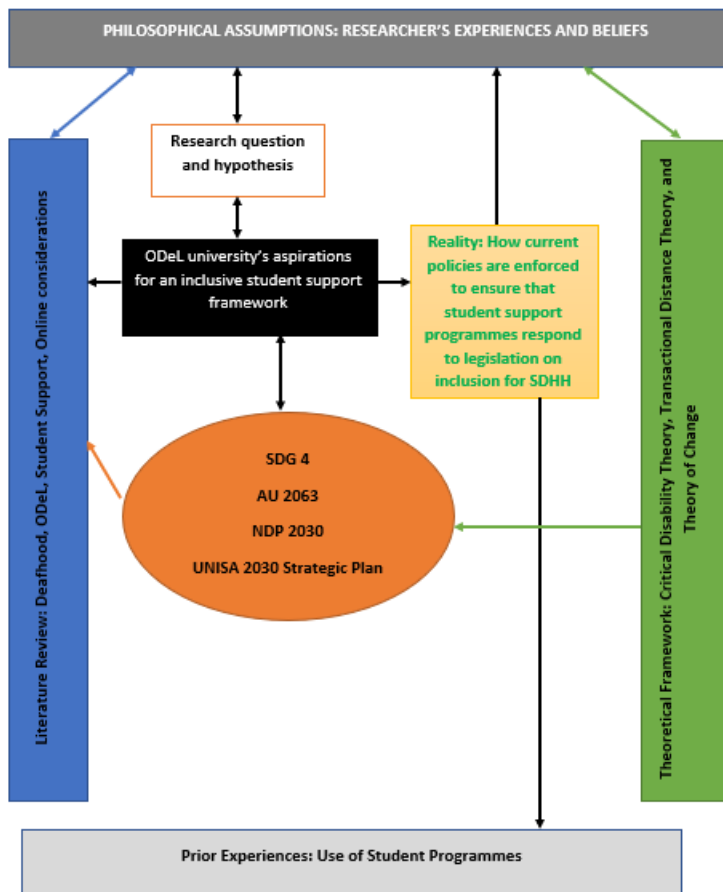 PHILOSOPHICAL ASSUMPTIONS: RESEARCHER'S EXPERIENCES AND BELIEFS
Research question
and hypothesis
ODeL university's aspirations
for an inclusive student support
framework
Reality: How current
policies are enforced
to ensure that
student support
programmes respond
to legislation on
inclusion for SDHH
Literature Review: Deafhood, ODeL, Student Support, Online considerations
SDG 4
AU 2063
NDP 2030
UNISA 2030 Strategic Plan
Theoretical Framework: Critical Disability Theory, Transactional Distance Theory, and
Theory of Change
Prior Experiences: Use of Student Programmes